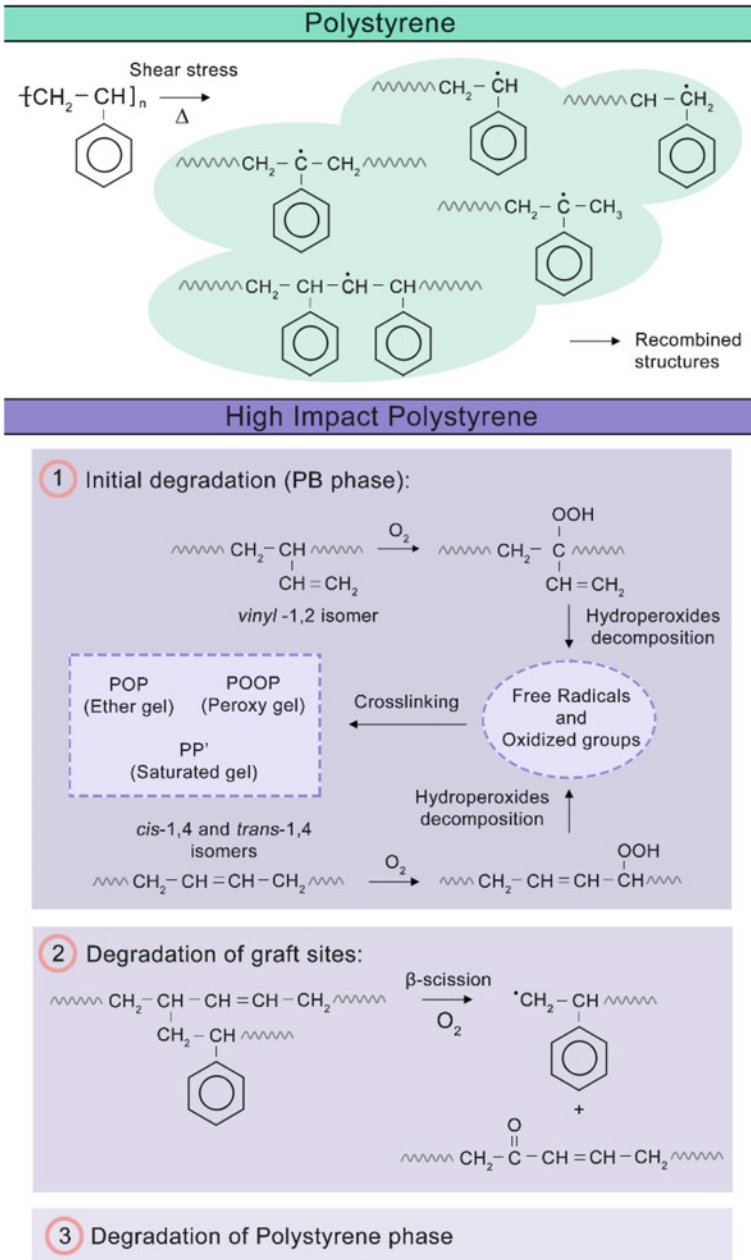 Polystyrene
Shear stress
Δ
-[CH₂ – CH]ₙ
CH₂ – ĊH
CH – ĊH₂
CH₂ – Ċ – CH₂
CH₂ – Ċ – CH₃
CH₂ – CH – ĊH – CH
Recombined
structures
High Impact Polystyrene
1 Initial degradation (PB phase):
CH₂ – CH
CH=CH₂
vinyl -1,2 isomer
O₂
OOH
CH₂ – C
CH=CH₂
Hydroperoxides
decomposition
POP
(Ether gel)
POOP
(Peroxy gel)
PP'
(Saturated gel)
Crosslinking
Free Radicals
and
Oxidized groups
Hydroperoxides
decomposition
cis-1,4 and trans-1,4
isomers
CH₂ – CH = CH – CH₂
O₂
OOH
CH₂ – CH = CH – CH
2 Degradation of graft sites:
CH₂ – CH – CH = CH – CH₂
CH₂ – CH
β-scission
O₂
·CH₂ – CH
+
O
CH₂ – C – CH = CH – CH₂
3 Degradation of Polystyrene phase